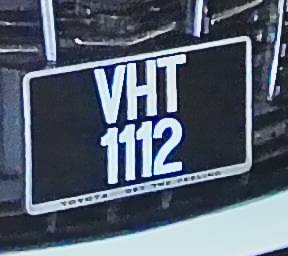 VHT
1112
TOYOTA GET THE FEELING